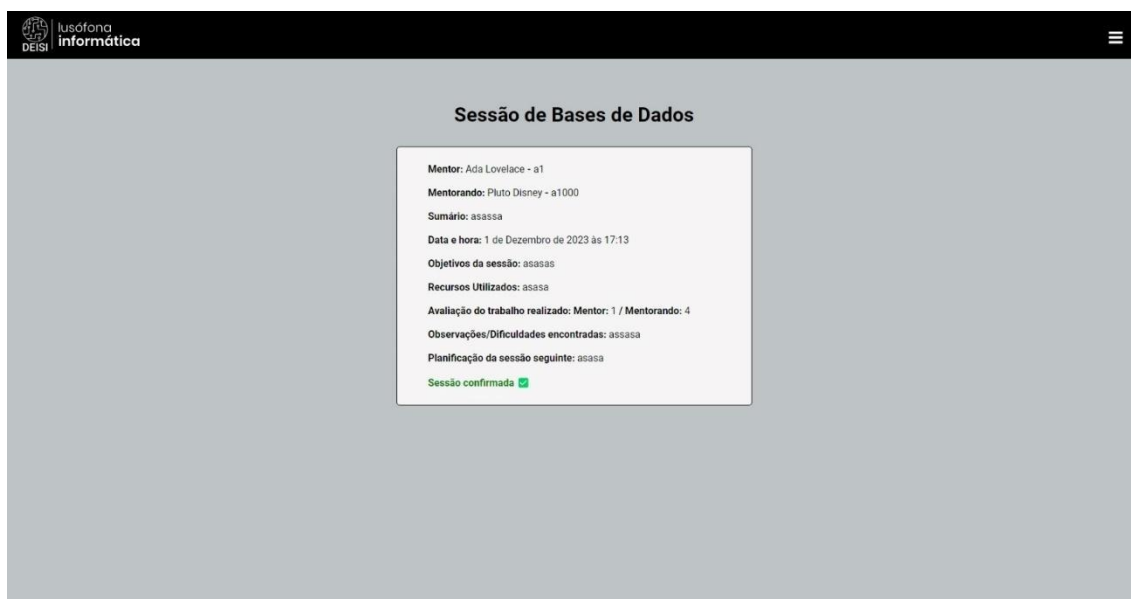 lusófona
DEISI informática
Sessão de Bases de Dados
Mentor: Ada Lovelace - a1
Mentorando: Pluto Disney - a1000
Sumário: asassa
Data e hora: 1 de Dezembro de 2023 às 17:13
Objetivos da sessão: asasas
Recursos Utilizados: asasa
Avaliação do trabalho realizado: Mentor: 1 / Mentorando: 4
Observações/Dificuldades encontradas: assasa
Planificação da sessão seguinte: asasa
Sessão confirmada ✅